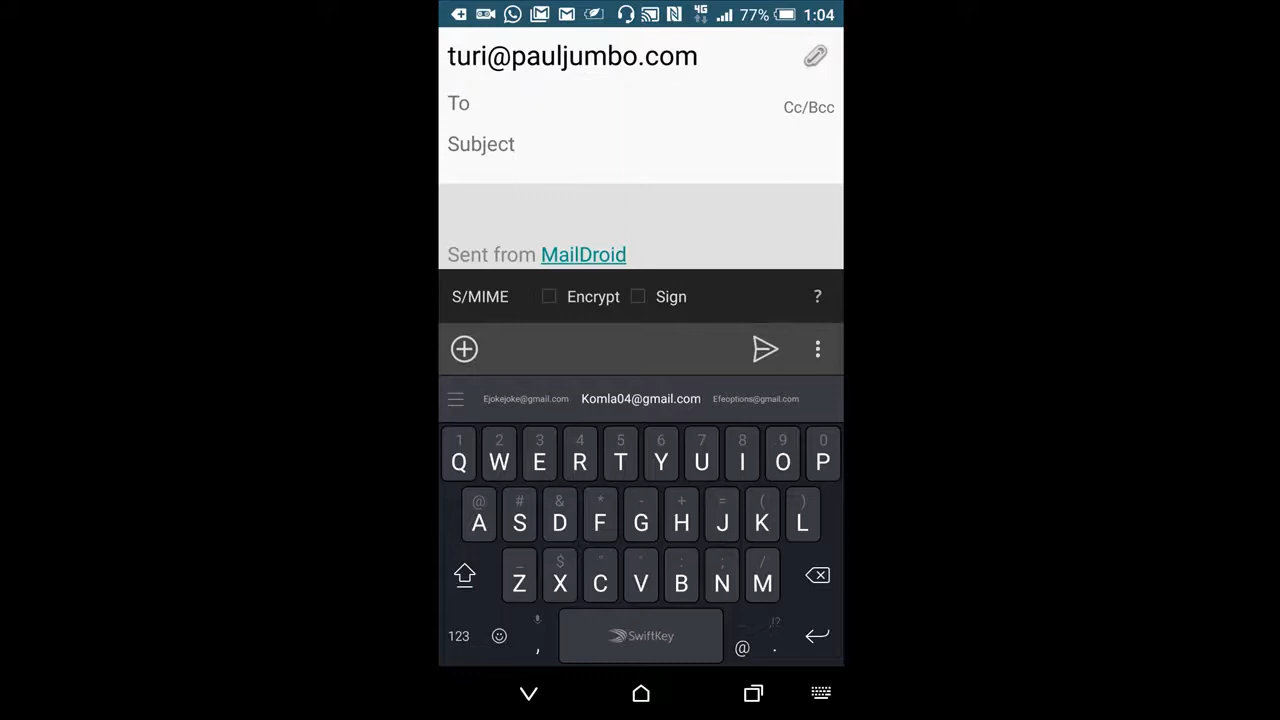 4G 77% 1:04
turi@pauljumbo.com
To Cc/Bcc
Subject
Sent from MailDroid
S/MIME Encrypt Sign ?
Ejokejoke@gmail.com Komla04@gmail.com Efeoptions@gmail.com
1 2 3 4 5 6 7 8 9 0
Q W E R T Y U I O P
@ # & * - + = ( )
A S D F G H J K L
_ $ " ' : ; /
Z X C V B N M
123 , SwiftKey @ . ,!?